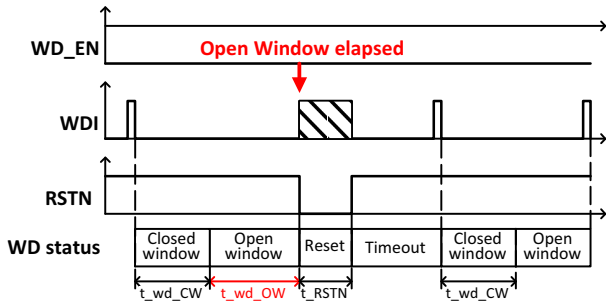 WD_EN
Open Window elapsed
WDI
RSTN
WD status
Closed window
Open window
Reset
Timeout
Closed window
Open window
t_wd_CW
t_wd_OW
t_RSTN
t_wd_CW